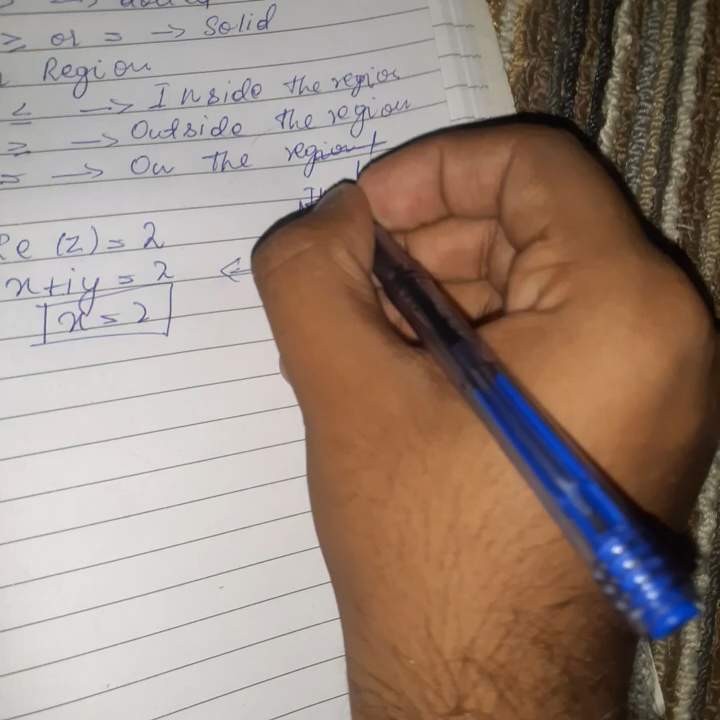 ≥ or = → Solid
Region
≤ → Inside the region
≥ → Outside the region
= → On the region
Re (z) = 2
x+iy = 2 ←
x = 2